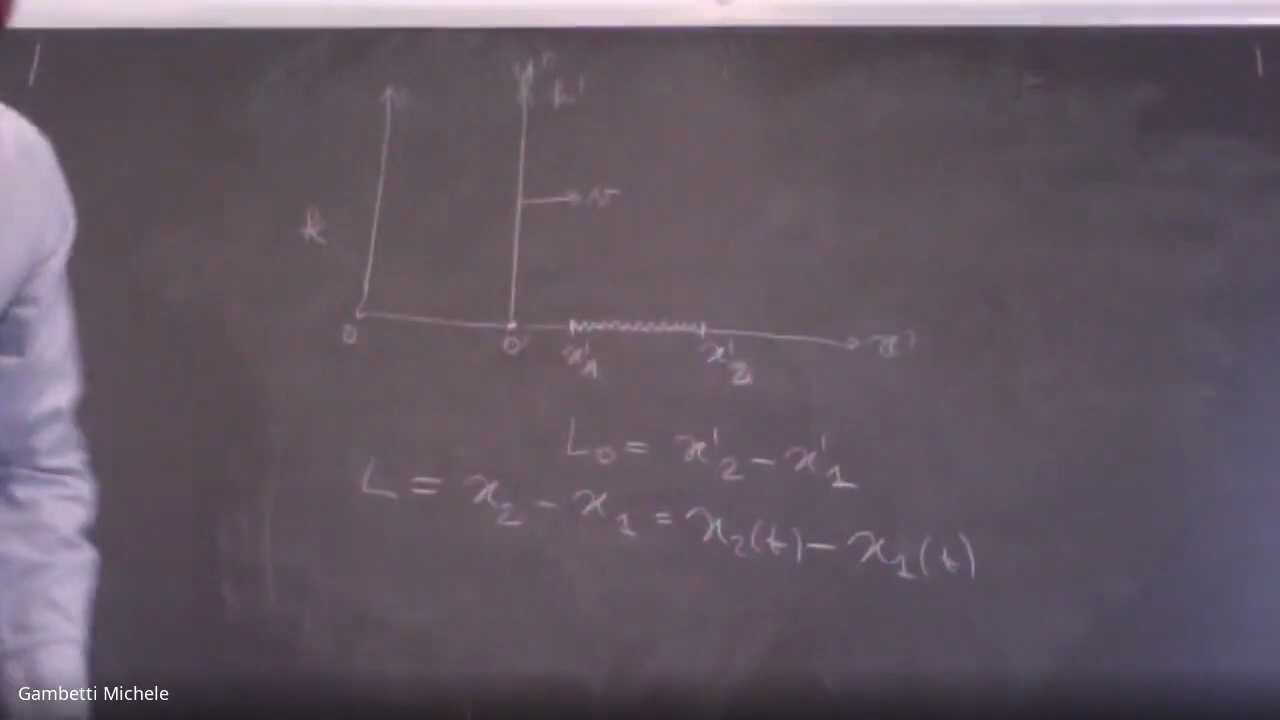 k'
v
k
O
O'
x'₁
x'₂
x'
L₀ = x'₂ − x'₁
L = x₂ − x₁ = x₂(t) − x₁(t)
Gambetti Michele